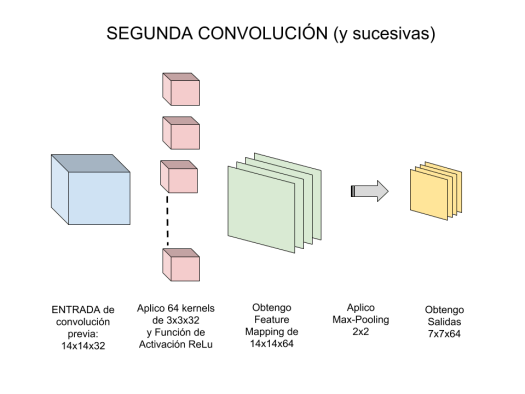 SEGUNDA CONVOLUCIÓN (y sucesivas)
ENTRADA de
convolución
previa:
14x14x32
Aplico 64 kernels
de 3x3x32
y Función de
Activación ReLu
Obtengo
Feature
Mapping de
14x14x64
Aplico
Max-Pooling
2x2
Obtengo
Salidas
7x7x64